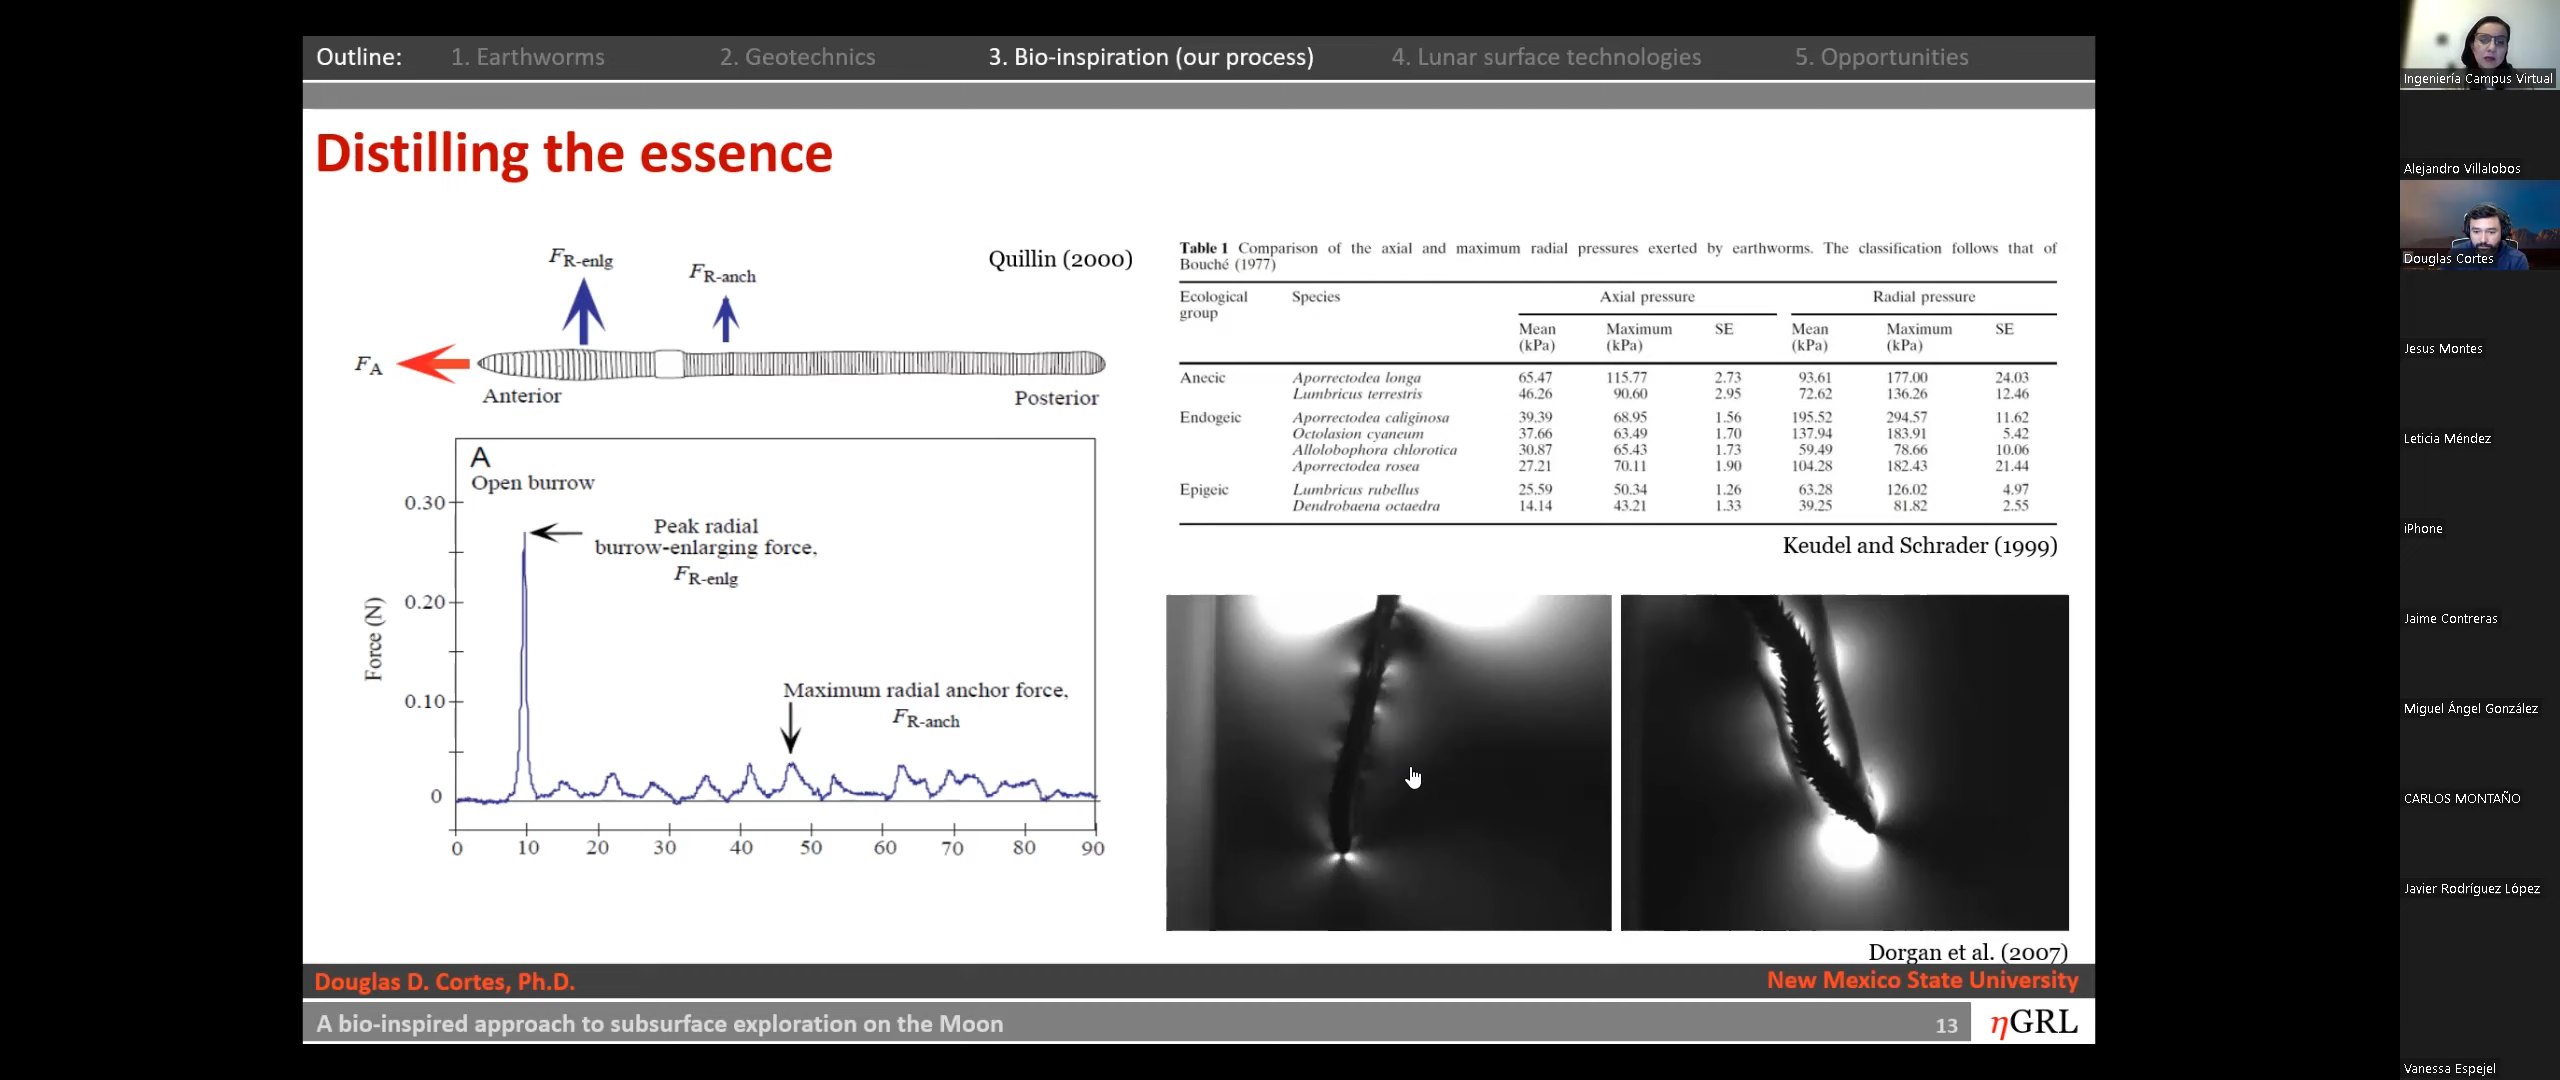 Outline: 1. Earthworms 2. Geotechnics 3. Bio-inspiration (our process) 4. Lunar surface technologies 5. Opportunities
Distilling the essence
Quillin (2000)
FR-enlg
FR-anch
FA
Anterior
Posterior
A
Open burrow
Peak radial
burrow-enlarging force,
FR-enlg
Maximum radial anchor force,
FR-anch
Force (N)
0.30
0.20
0.10
0
0 10 20 30 40 50 60 70 80 90
Table 1 Comparison of the axial and maximum radial pressures exerted by earthworms. The classification follows that of
Bouché (1977)
Ecological group Species Axial pressure Radial pressure
Mean (kPa) Maximum (kPa) SE Mean (kPa) Maximum (kPa) SE
Anecic Aporrectodea longa 65.47 115.77 2.73 93.61 177.00 24.03
Lumbricus terrestris 46.26 90.60 2.95 72.62 136.26 12.46
Endogeic Aporrectodea caliginosa 39.39 68.95 1.56 195.52 294.57 11.62
Octolasion cyaneum 37.66 63.49 1.70 137.94 183.91 5.42
Allolobophora chlorotica 30.87 65.43 1.73 59.49 78.66 10.06
Aporrectodea rosea 27.21 70.11 1.90 104.28 182.43 21.44
Epigeic Lumbricus rubellus 25.59 50.34 1.26 63.28 126.02 4.97
Dendrobaena octaedra 14.14 43.21 1.33 39.25 81.82 2.55
Keudel and Schrader (1999)
Dorgan et al. (2007)
Douglas D. Cortes, Ph.D.
New Mexico State University
A bio-inspired approach to subsurface exploration on the Moon
13
ηGRL
Ingeniería Campus Virtual
Alejandro Villalobos
Douglas Cortes
Jesus Montes
Leticia Méndez
iPhone
Jaime Contreras
Miguel Ángel González
CARLOS MONTAÑO
Javier Rodríguez López
Vanessa Espejel